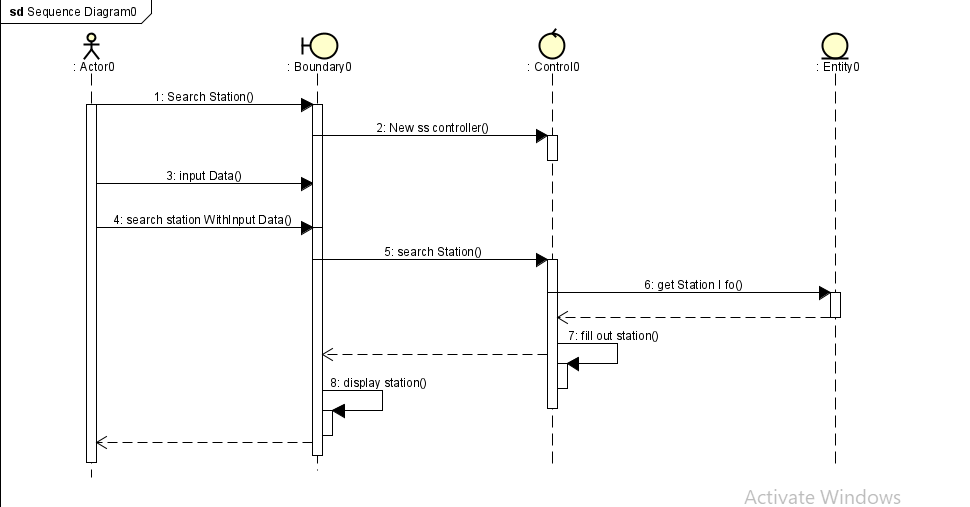 sd Sequence Diagram0
: Actor0
: Boundary0
: Control0
: Entity0
1: Search Station()
2: New ss controller()
3: input Data()
4: search station WithInput Data()
5: search Station()
6: get Station I fo()
7: fill out station()
8: display station()
Activate Windows